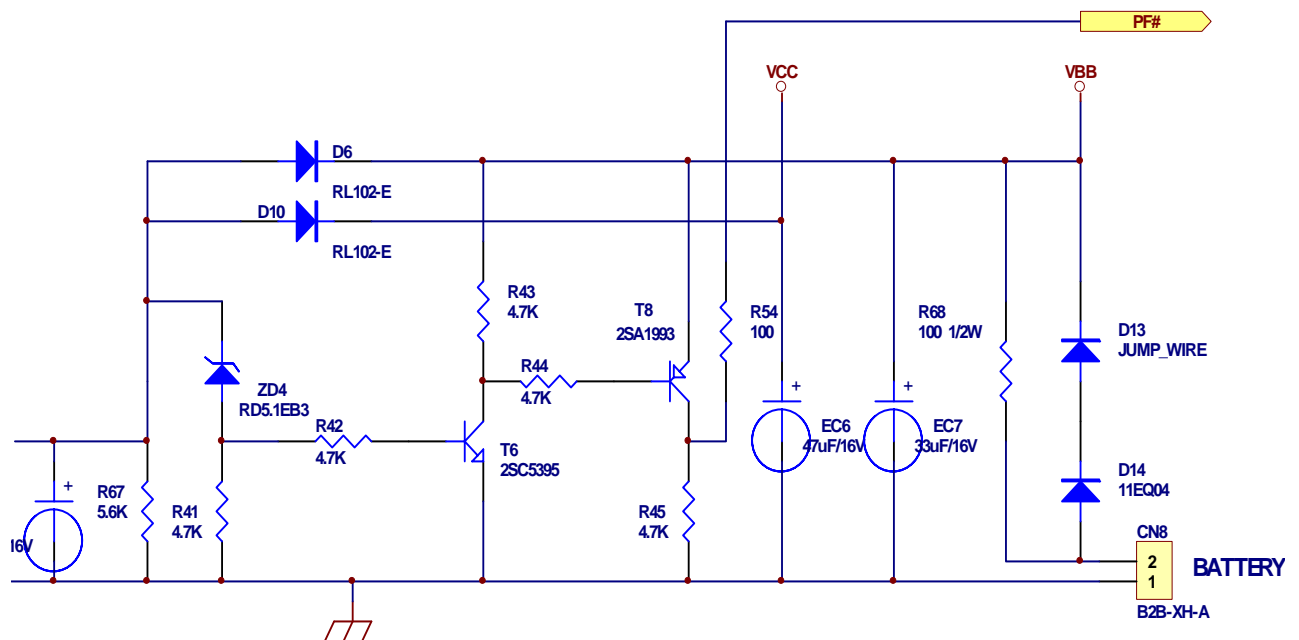 PF#
VCC
VBB
D6
RL102-E
D10
RL102-E
R43
4.7K
T8
2SA1993
R54
100
R68
100 1/2W
D13
JUMP_WIRE
R44
4.7K
ZD4
RD5.1EB3
R42
4.7K
+
EC6
47uF/16V
+
EC7
33uF/16V
T6
2SC5395
D14
11EQ04
+
16V
R67
5.6K
R41
4.7K
R45
4.7K
CN8
2
1
BATTERY
B2B-XH-A